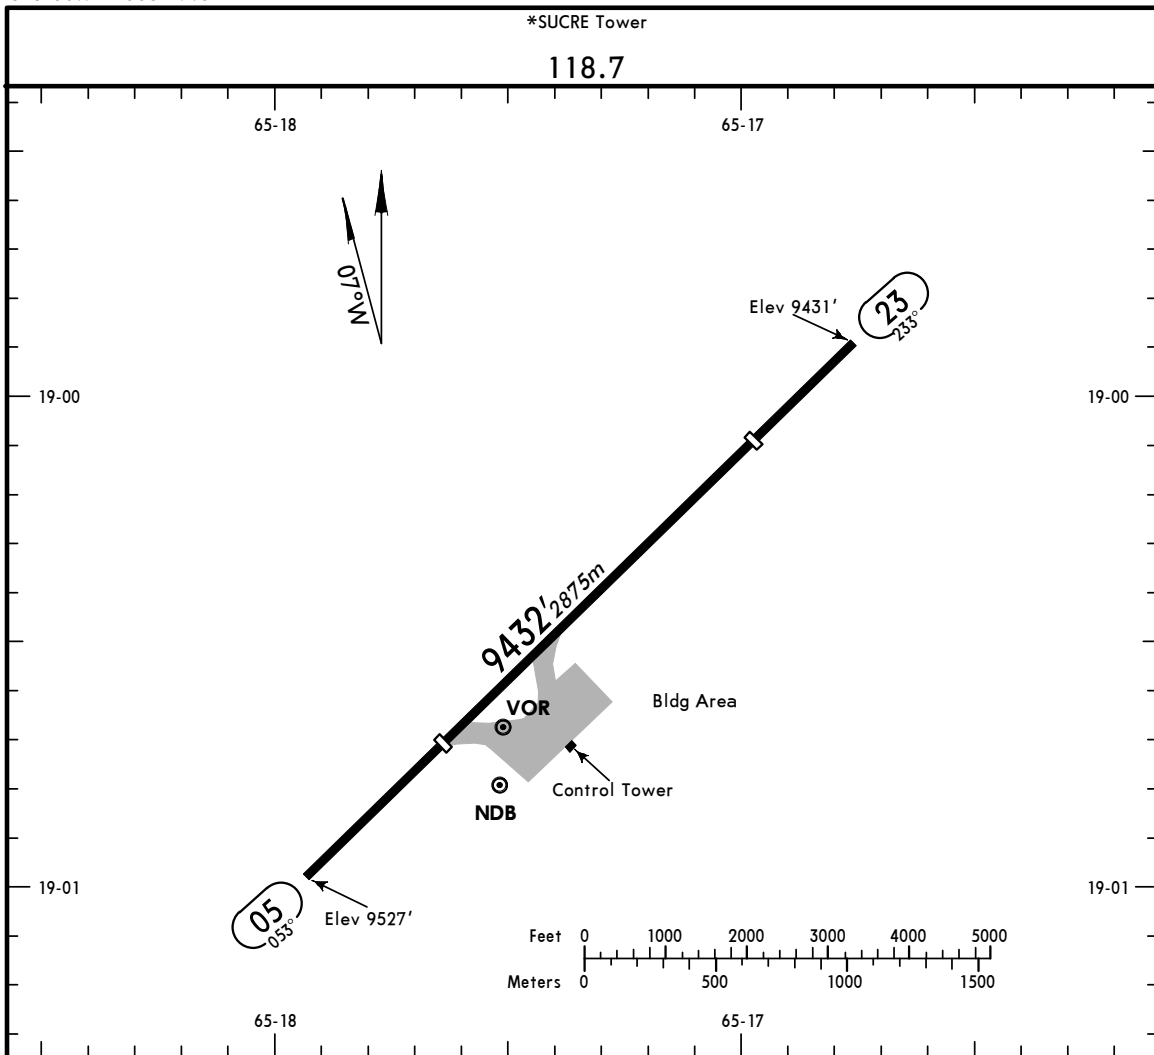 *SUCRE Tower
118.7
65-18
65-17
07°W
23
233°
Elev 9431'
19-00
19-00
9432' 2875m
VOR
Bldg Area
Control Tower
NDB
19-01
19-01
05
053°
Elev 9527'
Feet 0 1000 2000 3000 4000 5000
Meters 0 500 1000 1500
65-18
65-17